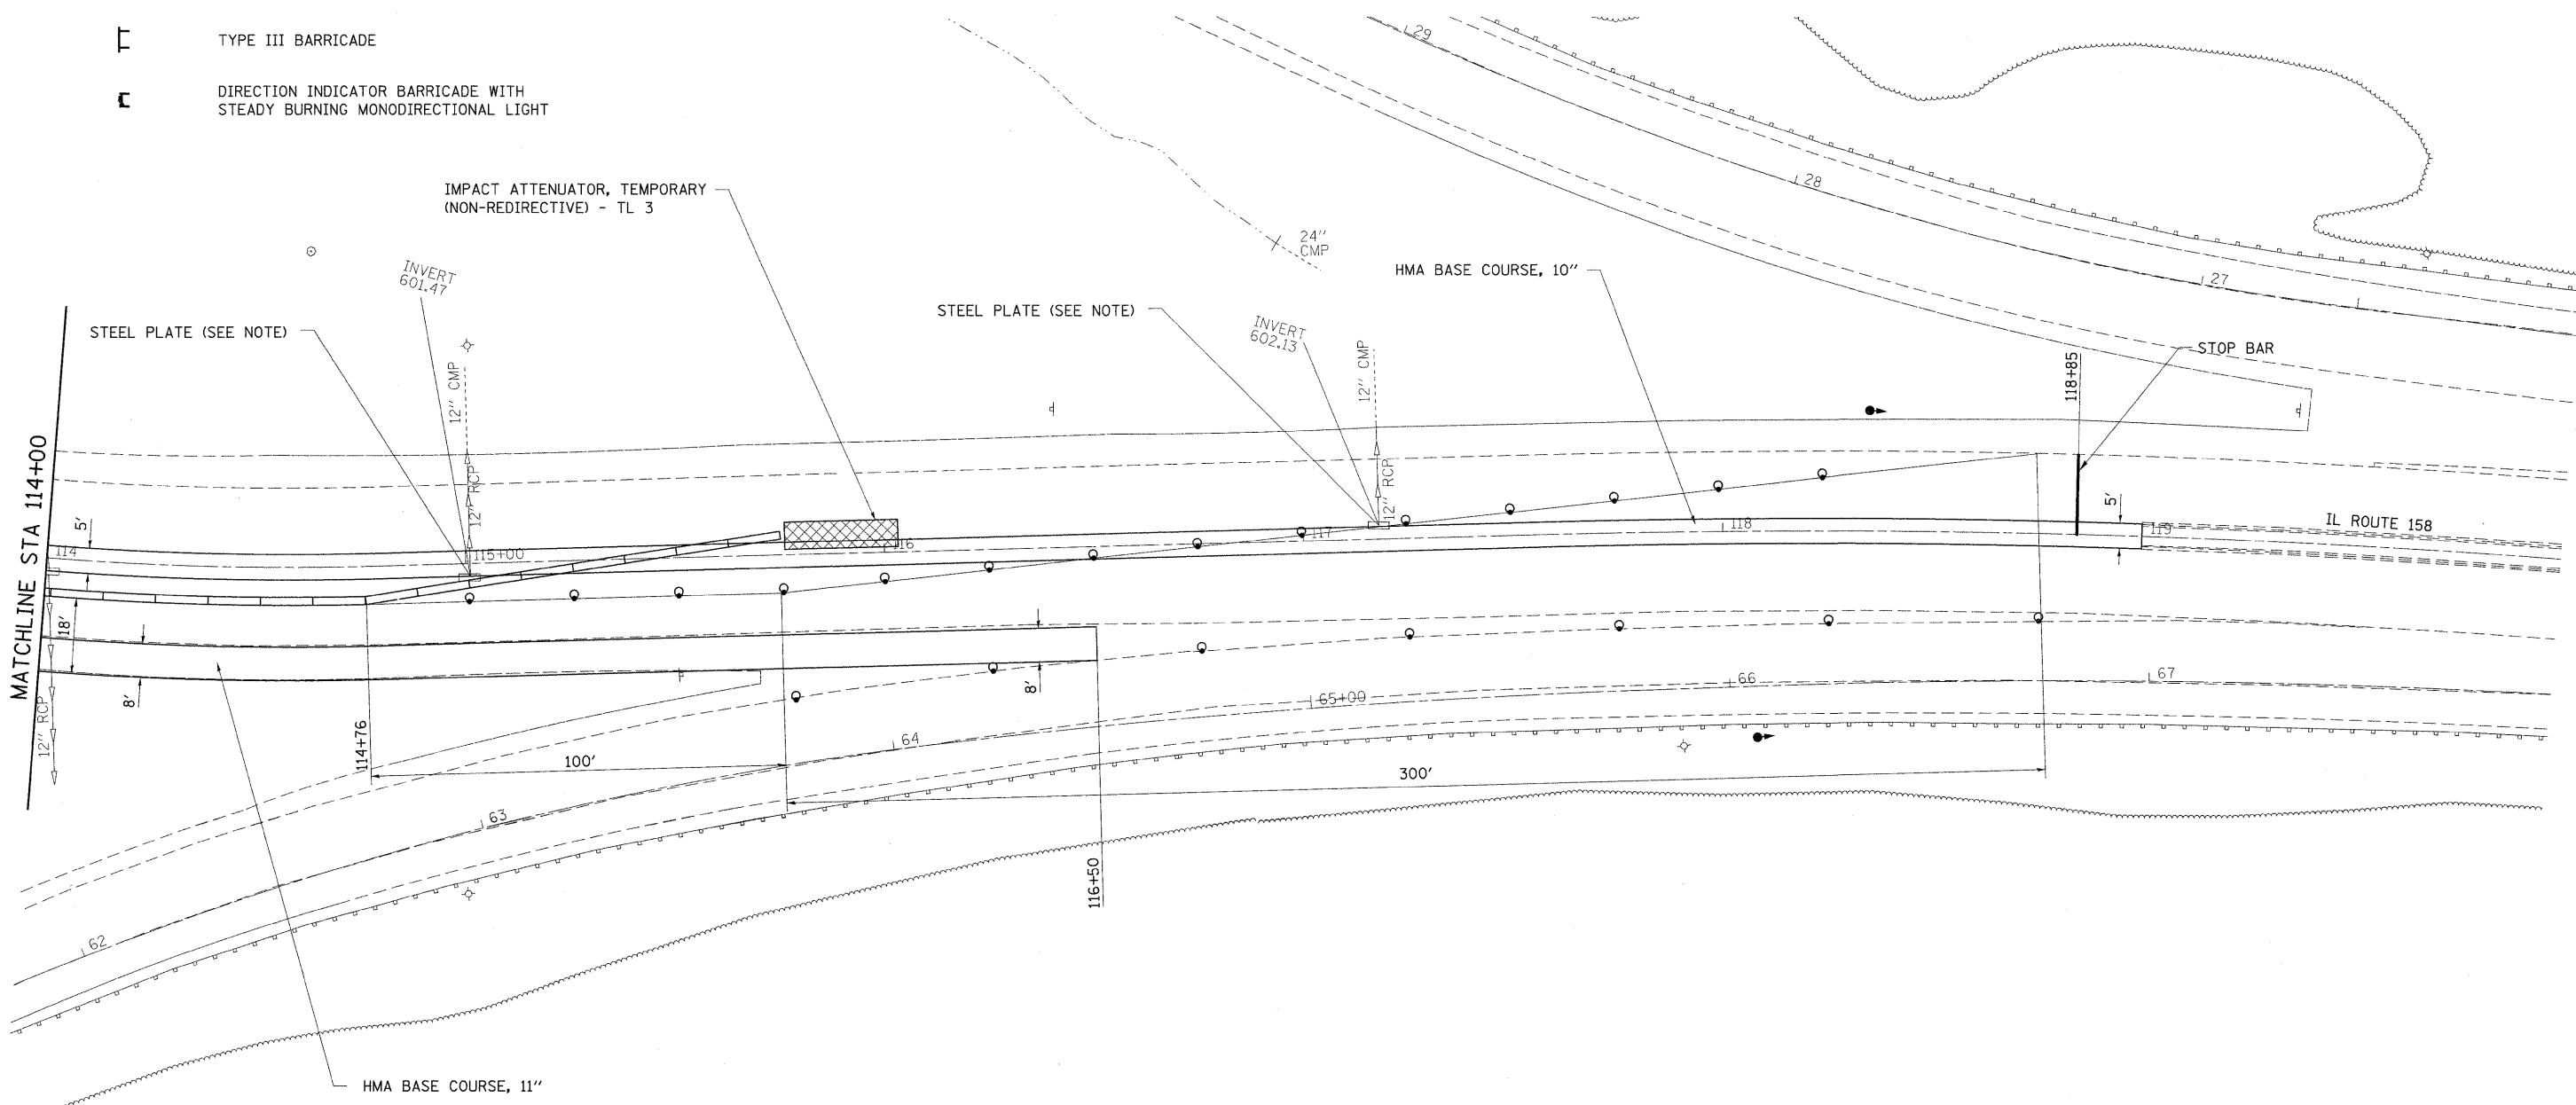 TYPE III BARRICADE
DIRECTION INDICATOR BARRICADE WITH
STEADY BURNING MONODIRECTIONAL LIGHT
29
28
27
IMPACT ATTENUATOR, TEMPORARY
(NON-REDIRECTIVE) - TL 3
24"
CMP
INVERT
601.47
HMA BASE COURSE, 10"
STEEL PLATE (SEE NOTE)
STEEL PLATE (SEE NOTE)
INVERT
602.13
STOP BAR
12" CMP
12" CMP
118+85
MATCHLINE STA 114+00
12" RCP
12" RCP
5'
5'
114
115+00
116
117
118
119
IL ROUTE 158
18'
8'
8'
12" RCP
114+76
100'
300'
116+50
62
63
64
65+00
66
67
HMA BASE COURSE, 11"